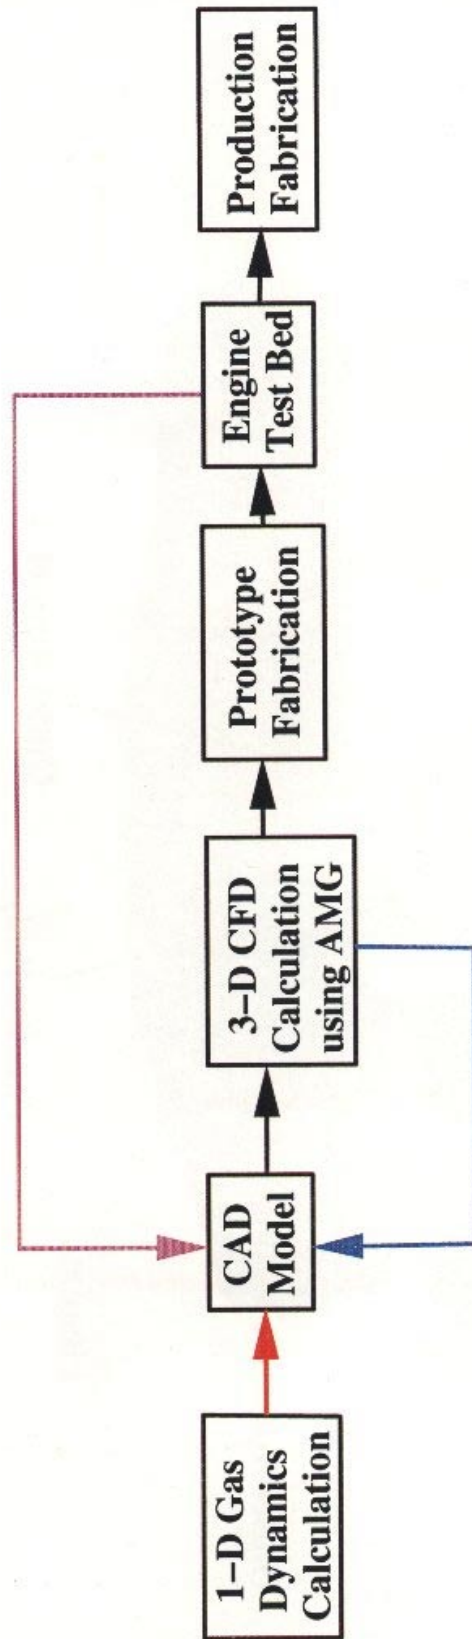 1–D Gas
Dynamics
Calculation
CAD
Model
3–D CFD
Calculation
using AMG
Prototype
Fabrication
Engine
Test Bed
Production
Fabrication